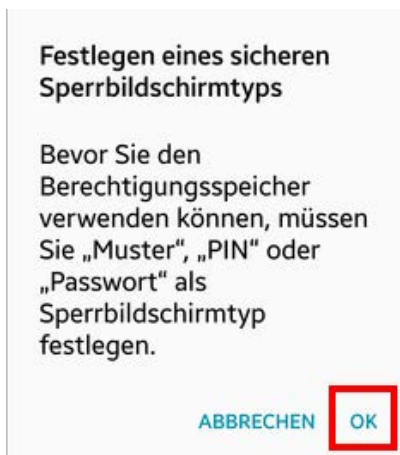 Festlegen eines sicheren
Sperrbildschirmtyps
Bevor Sie den
Berechtigungsspeicher
verwenden können, müssen
Sie „Muster“, „PIN“ oder
„Passwort“ als
Sperrbildschirmtyp
festlegen.
ABBRECHEN OK